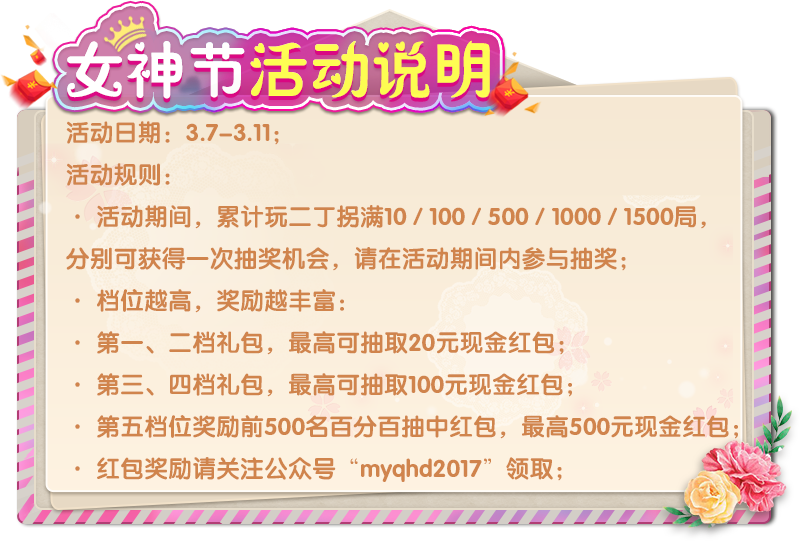 女神节活动说明
活动日期：3.7-3.11；
活动规则：
· 活动期间，累计玩二丁拐满10 / 100 / 500 / 1000 / 1500局，
分别可获得一次抽奖机会，请在活动期间内参与抽奖；
· 档位越高，奖励越丰富：
· 第一、二档礼包，最高可抽取20元现金红包；
· 第三、四档礼包，最高可抽取100元现金红包；
· 第五档位奖励前500名百分百抽中红包，最高500元现金红包；
· 红包奖励请关注公众号“myqhd2017”领取；